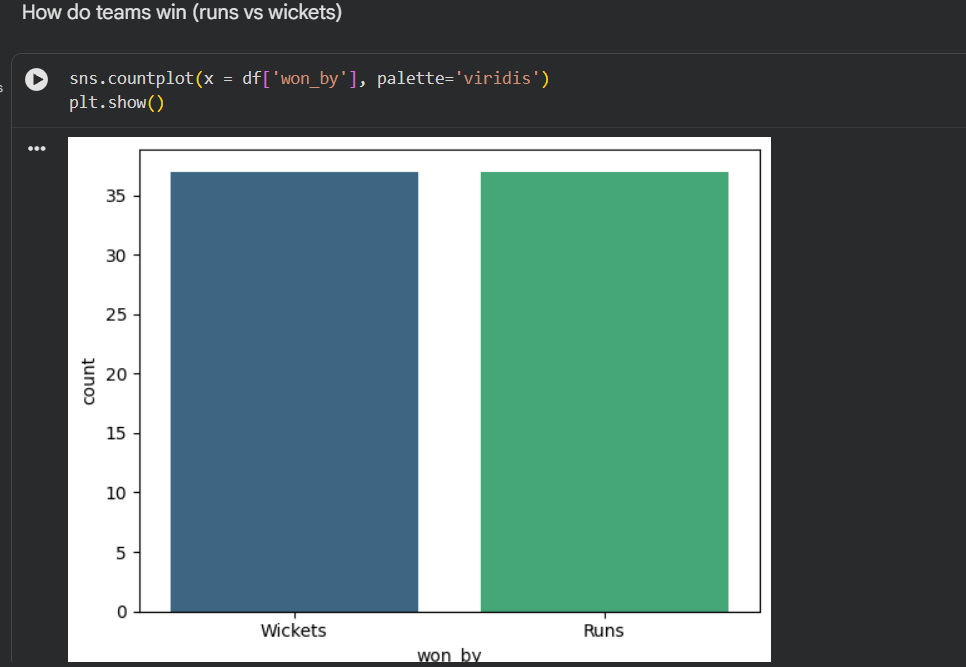 How do teams win (runs vs wickets)
sns.countplot(x = df['won_by'], palette='viridis')
plt.show()
35
30
25
20
15
10
5
0
count
Wickets Runs
won_by